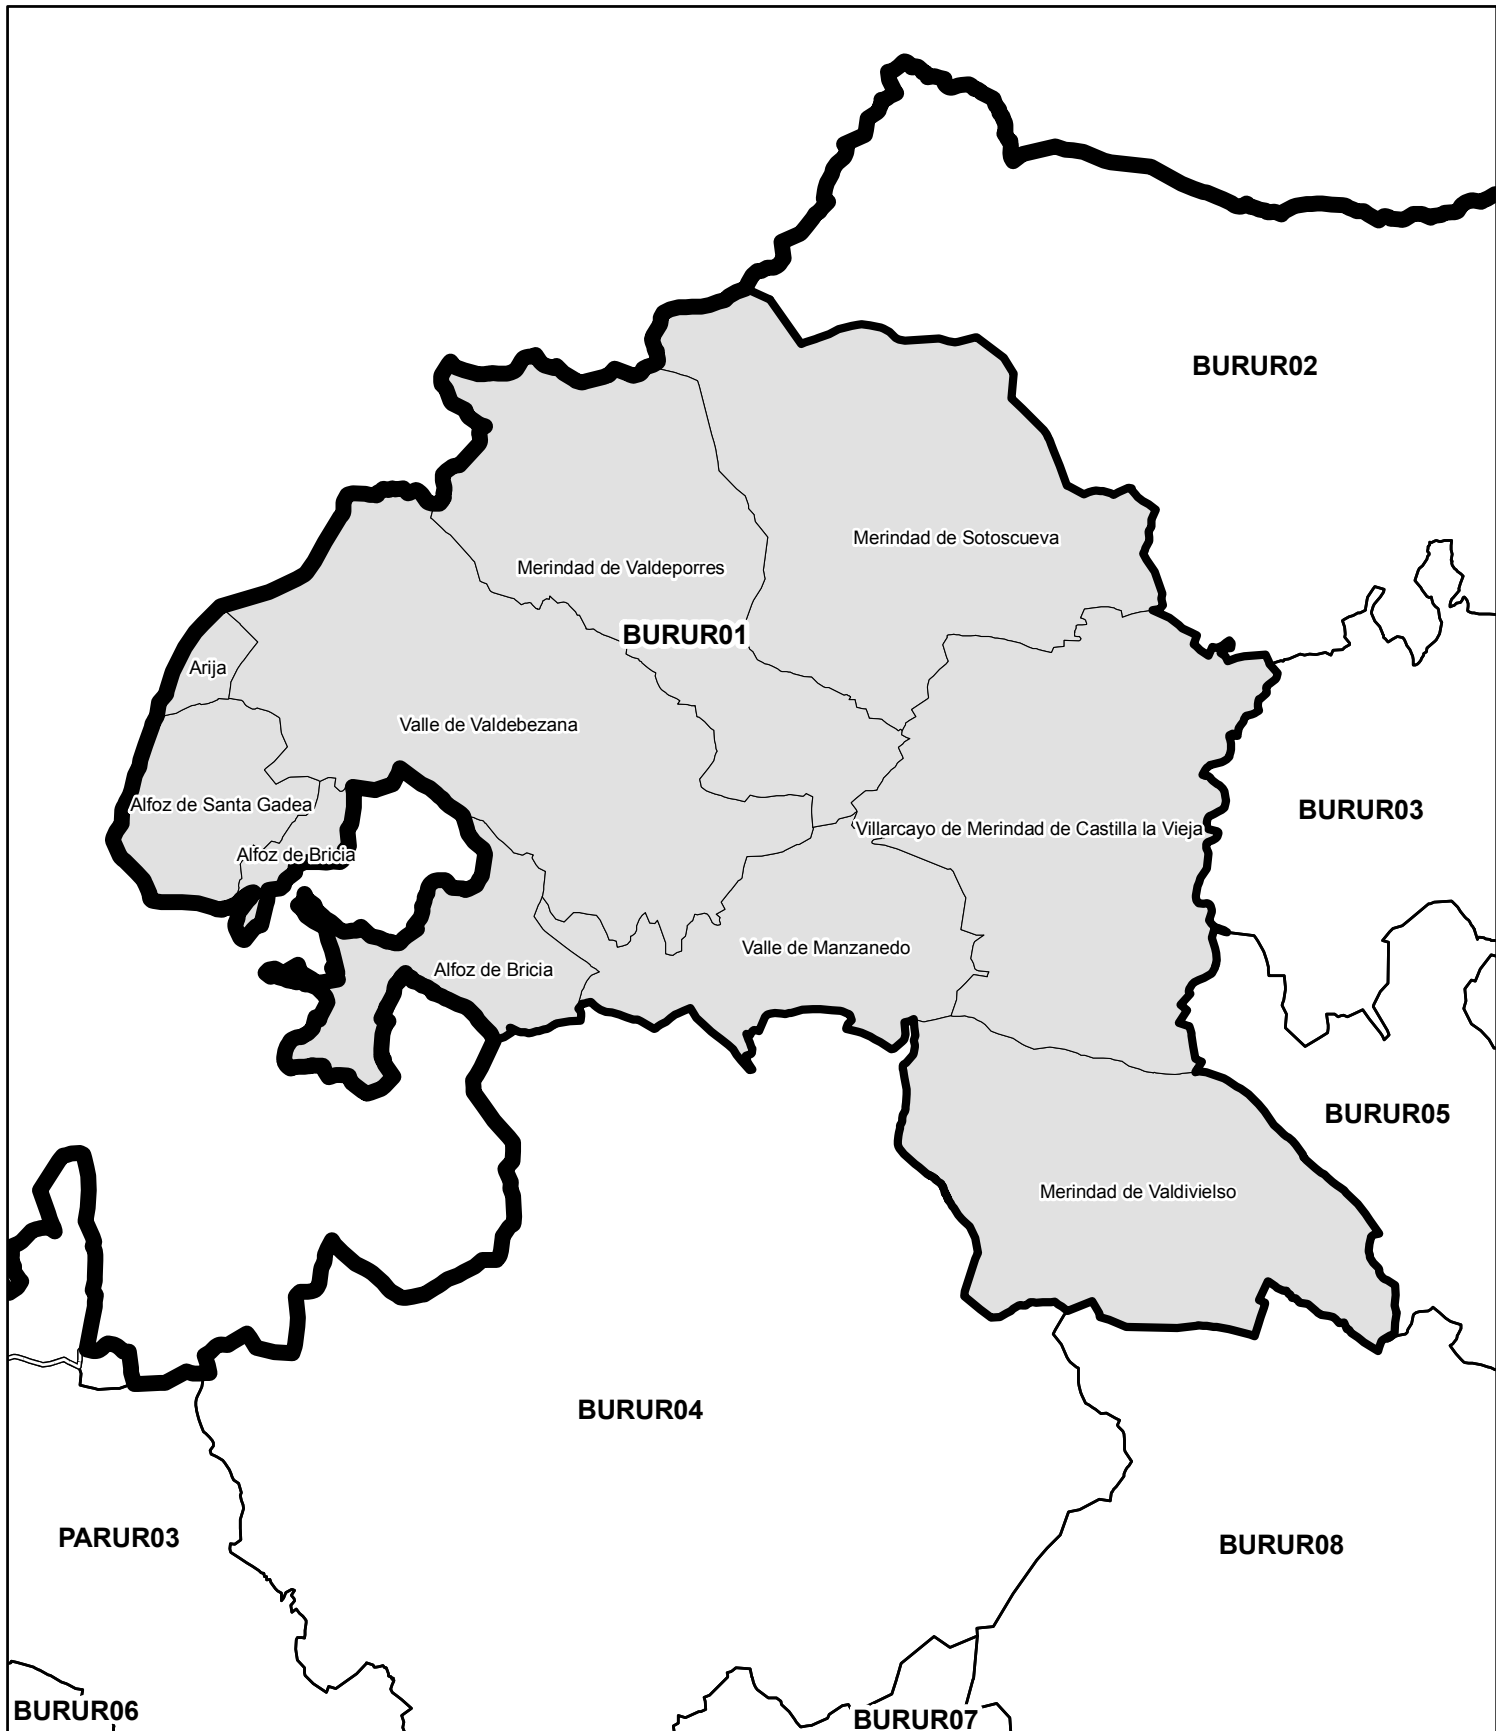 BURUR02
Merindad de Sotoscueva
Merindad de Valdeporres
BURUR01
Arija
Valle de Valdebezana
Alfoz de Santa Gadea
BURUR03
Villarcayo de Merindad de Castilla la Vieja
Alfoz de Bricia
Valle de Manzanedo
Alfoz de Bricia
BURUR05
Merindad de Valdivielso
BURUR04
PARUR03
BURUR08
BURUR06
BURUR07